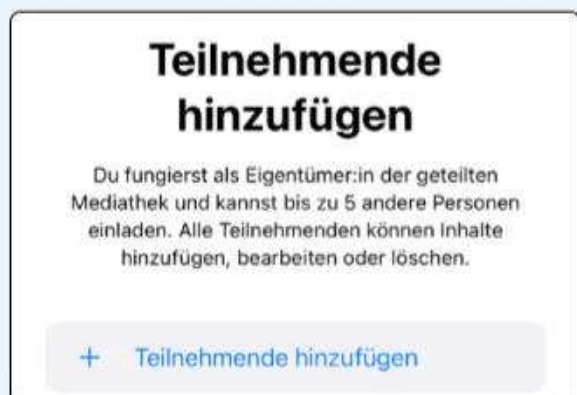 Teilnehmende
hinzufügen
Du fungierst als Eigentümer:in der geteilten
Mediathek und kannst bis zu 5 andere Personen
einladen. Alle Teilnehmenden können Inhalte
hinzufügen, bearbeiten oder löschen.
+ Teilnehmende hinzufügen